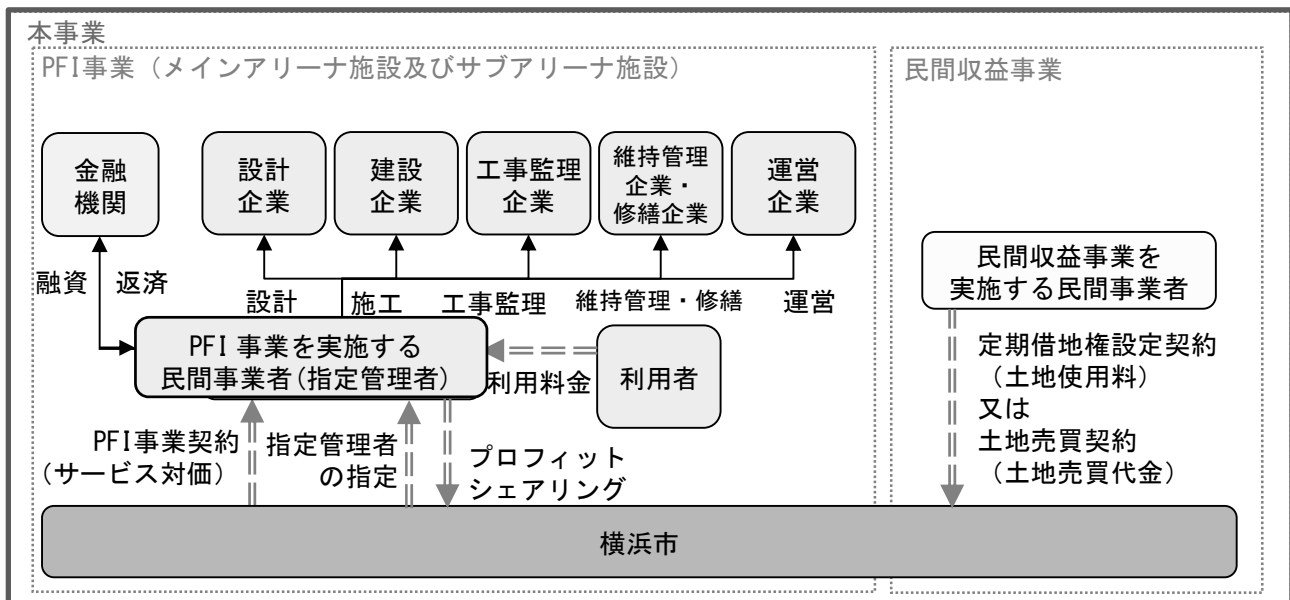 本事業
PFI事業（メインアリーナ施設及びサブアリーナ施設）
民間収益事業
金融
機関
設計
企業
建設
企業
工事監理
企業
維持管理
企業・
修繕企業
運営
企業
融資
返済
設計
施工
工事監理
維持管理・修繕
運営
民間収益事業を
実施する民間事業者
PFI 事業を実施する
民間事業者(指定管理者)
利用料金
利用者
定期借地権設定契約
（土地使用料）
又は
土地売買契約
（土地売買代金）
PFI事業契約
(サービス対価)
指定管理者
の指定
プロフィット
シェアリング
横浜市